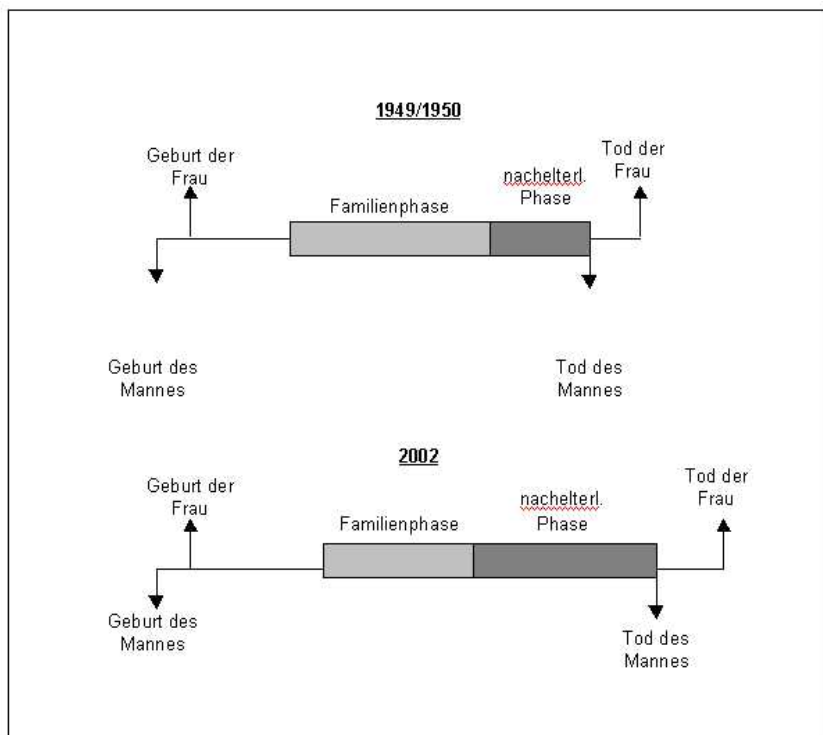 1949/1950
Geburt der
Frau
Familienphase
nachelterl.
Phase
Tod der
Frau
Geburt des
Mannes
Tod des
Mannes
2002
Geburt der
Frau
Familienphase
nachelterl.
Phase
Tod der
Frau
Geburt des
Mannes
Tod des
Mannes